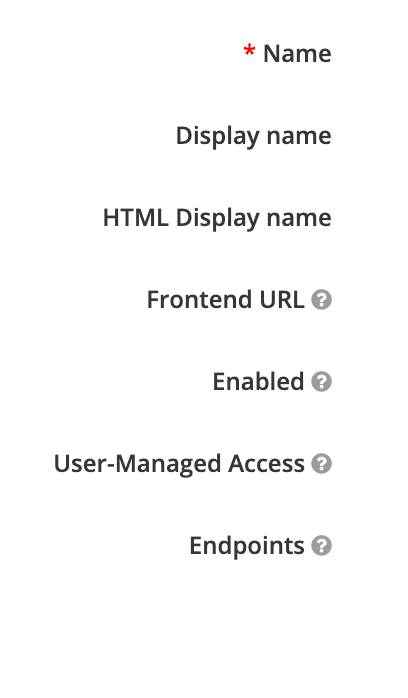 * Name
Display name
HTML Display name
Frontend URL ?
Enabled ?
User-Managed Access ?
Endpoints ?